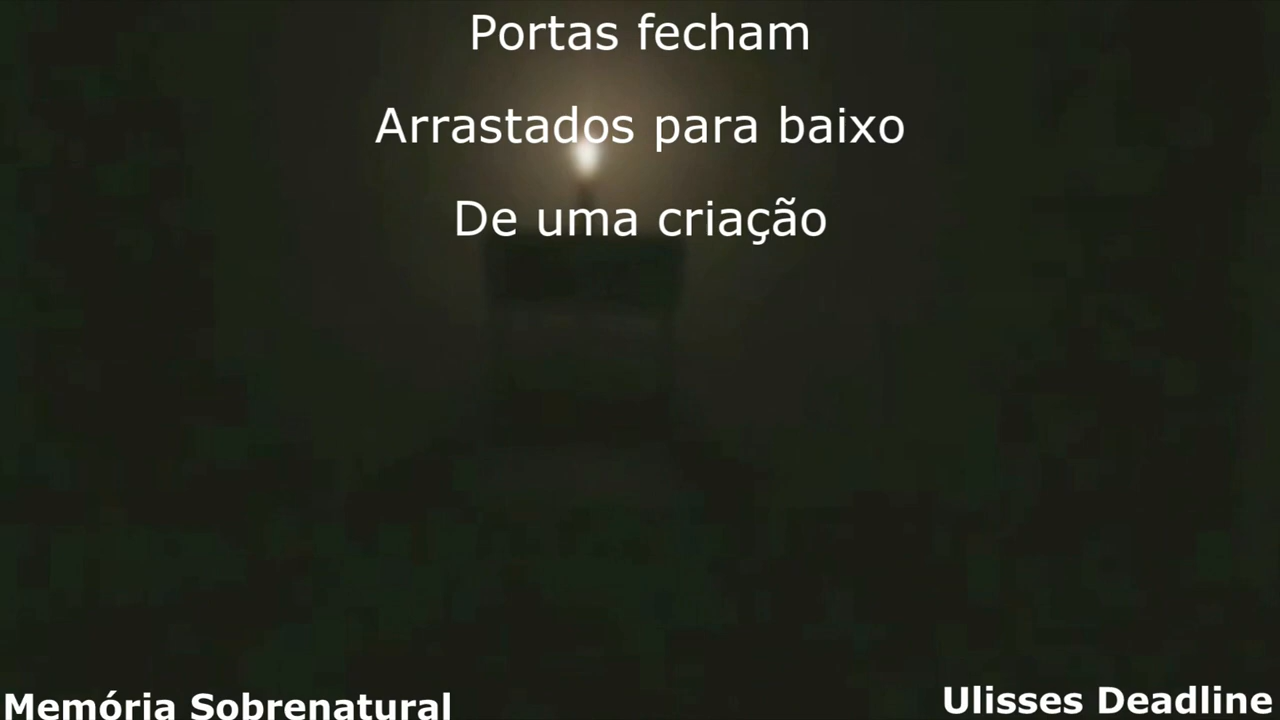 Portas fecham
Arrastados para baixo
De uma criação
Memória Sobrenatural
Ulisses Deadline